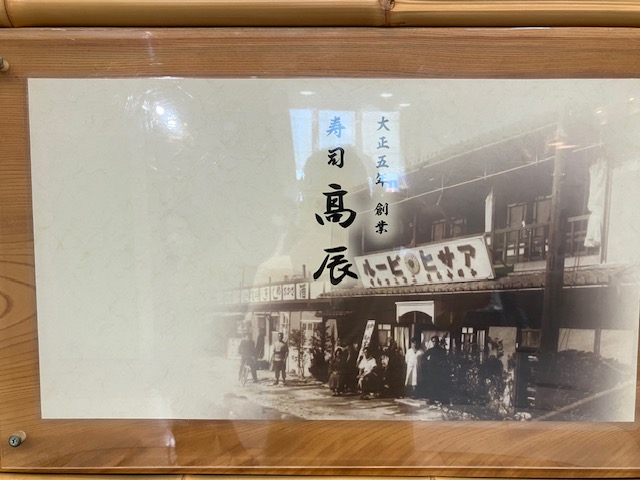 大正五年 創業
寿司 髙辰
ルービヒサア